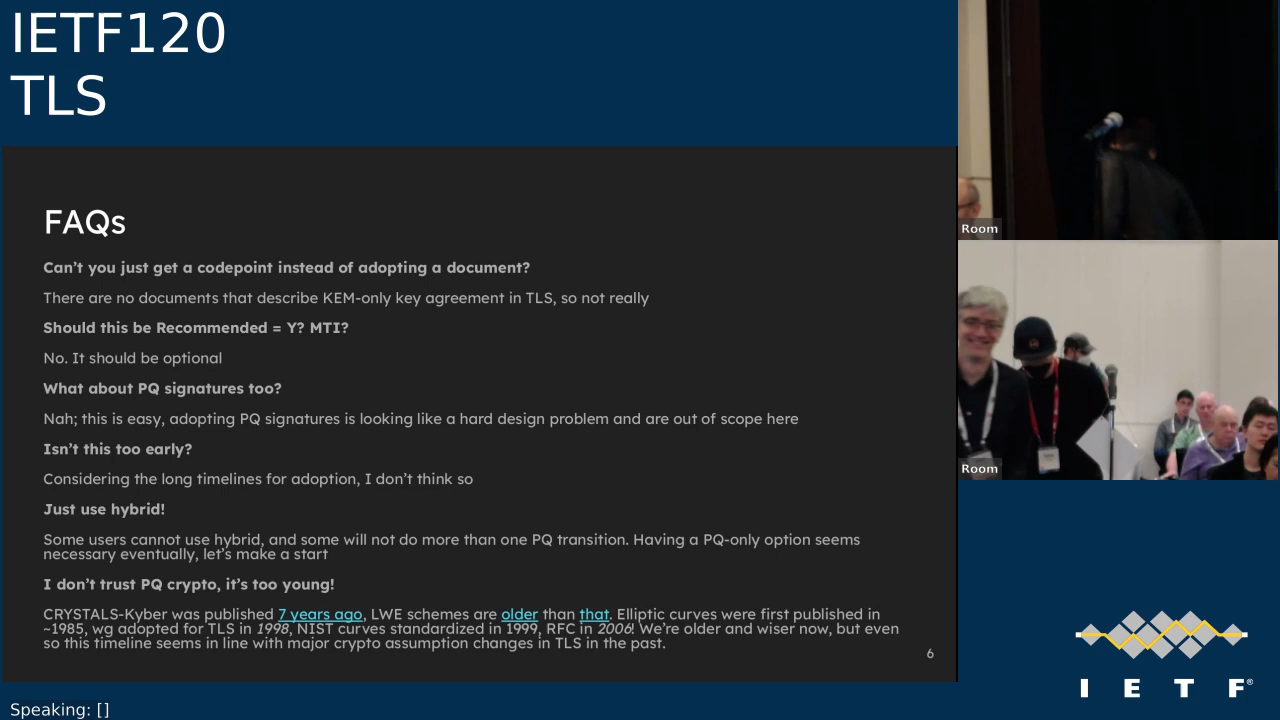 IETF120
TLS
FAQs
Can't you just get a codepoint instead of adopting a document?
There are no documents that describe KEM-only key agreement in TLS, so not really
Should this be Recommended = Y? MTI?
No. It should be optional
What about PQ signatures too?
Nah; this is easy, adopting PQ signatures is looking like a hard design problem and are out of scope here
Isn't this too early?
Considering the long timelines for adoption, I don't think so
Just use hybrid!
Some users cannot use hybrid, and some will not do more than one PQ transition. Having a PQ-only option seems
necessary eventually, let's make a start
I don't trust PQ crypto, it's too young!
CRYSTALS-Kyber was published 7 years ago, LWE schemes are older than that. Elliptic curves were first published in
~1985, wg adopted for TLS in 1998, NIST curves standardized in 1999, RFC in 2006! We're older and wiser now, but even
so this timeline seems in line with major crypto assumption changes in TLS in the past.
6
Room
Room
I E T F®
Speaking: []